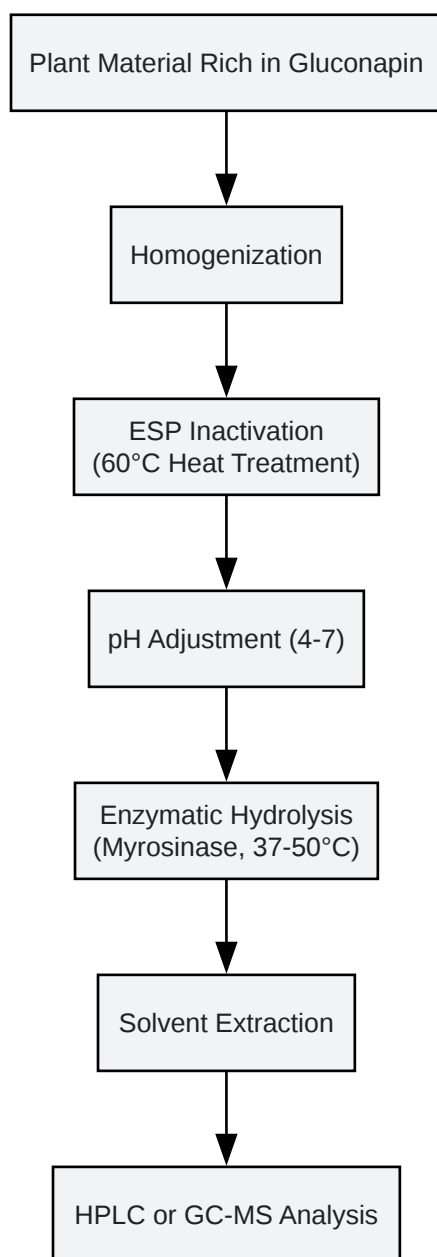 Plant Material Rich in Gluconapin
Homogenization
ESP Inactivation
(60°C Heat Treatment)
pH Adjustment (4-7)
Enzymatic Hydrolysis
(Myrosinase, 37-50°C)
Solvent Extraction
HPLC or GC-MS Analysis